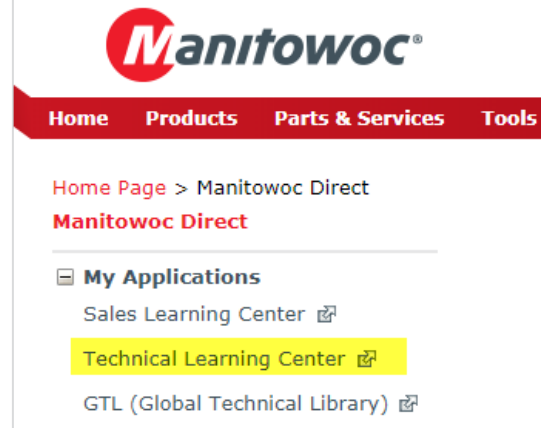 Manitowoc®
Home Products Parts & Services Tools
Home Page > Manitowoc Direct
Manitowoc Direct
My Applications
Sales Learning Center
Technical Learning Center
GTL (Global Technical Library)